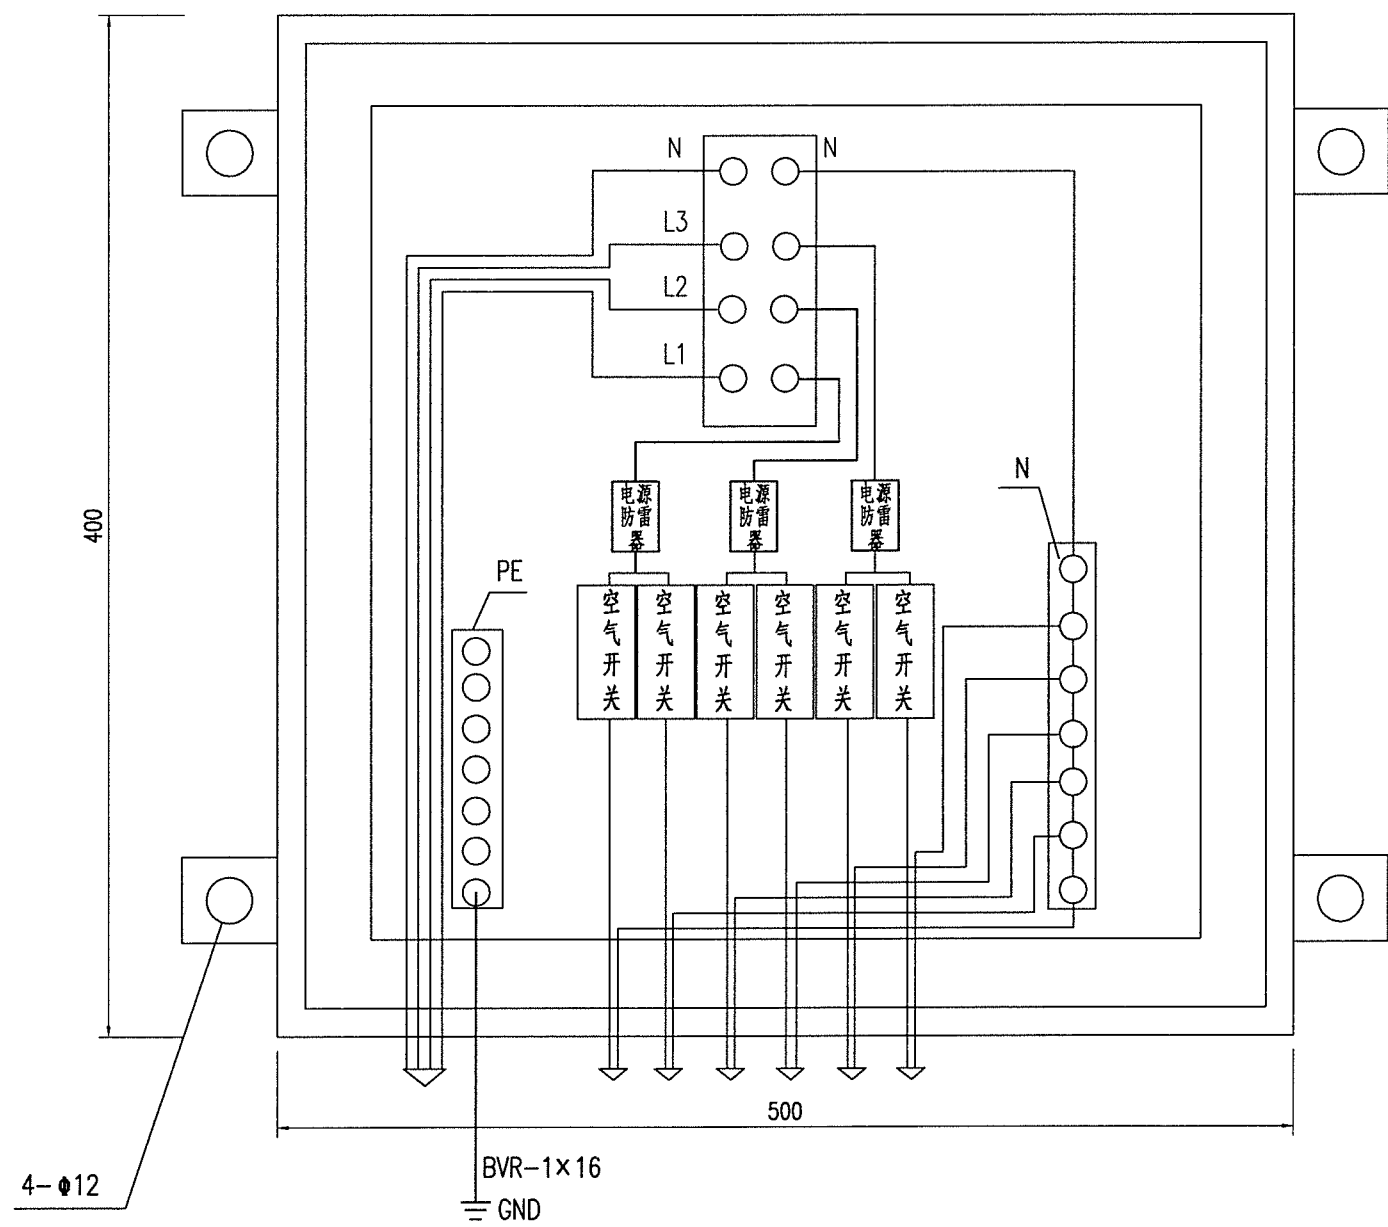 N
N
L3
L2
L1
400
N
电源
防雷
器
电源
防雷
器
电源
防雷
器
PE
空气开关
空气开关
空气开关
空气开关
空气开关
空气开关
500
BVR-1×16
4-Φ12
GND